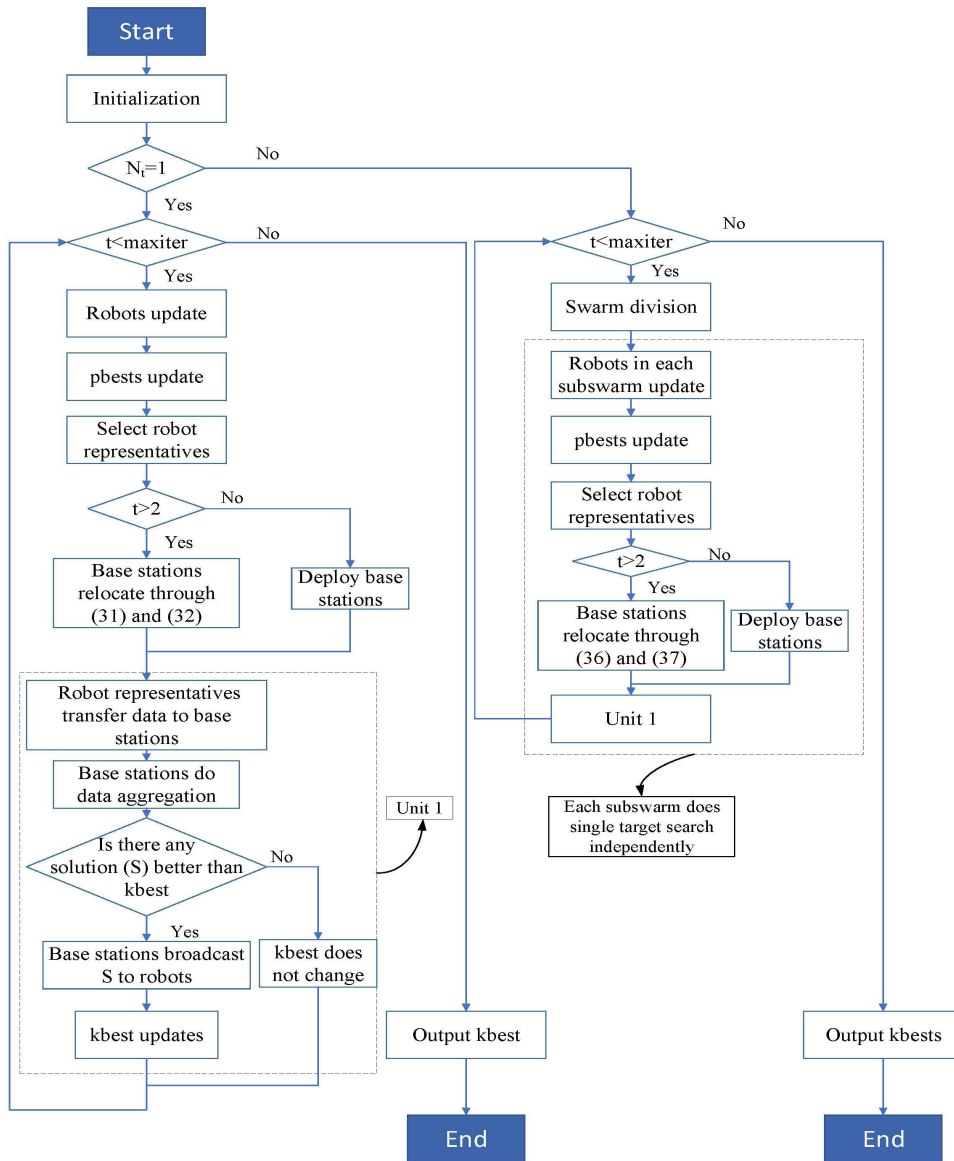 Start
Initialization
Nt=1
No
Yes
t<maxiter
No
Yes
Robots update
pbests update
Select robot
representatives
t>2
No
Yes
Base stations
relocate through
(31) and (32)
Deploy base
stations
Robot representatives
transfer data to base
stations
Base stations do
data aggregation
Is there any
solution (S) better than
kbest
No
Yes
Base stations broadcast
S to robots
kbest does
not change
kbest updates
Unit 1
Output kbest
End
t<maxiter
No
Yes
Swarm division
Robots in each
subswarm update
pbests update
Select robot
representatives
t>2
No
Yes
Base stations
relocate through
(36) and (37)
Deploy base
stations
Unit 1
Each subswarm does
single target search
independently
Output kbests
End